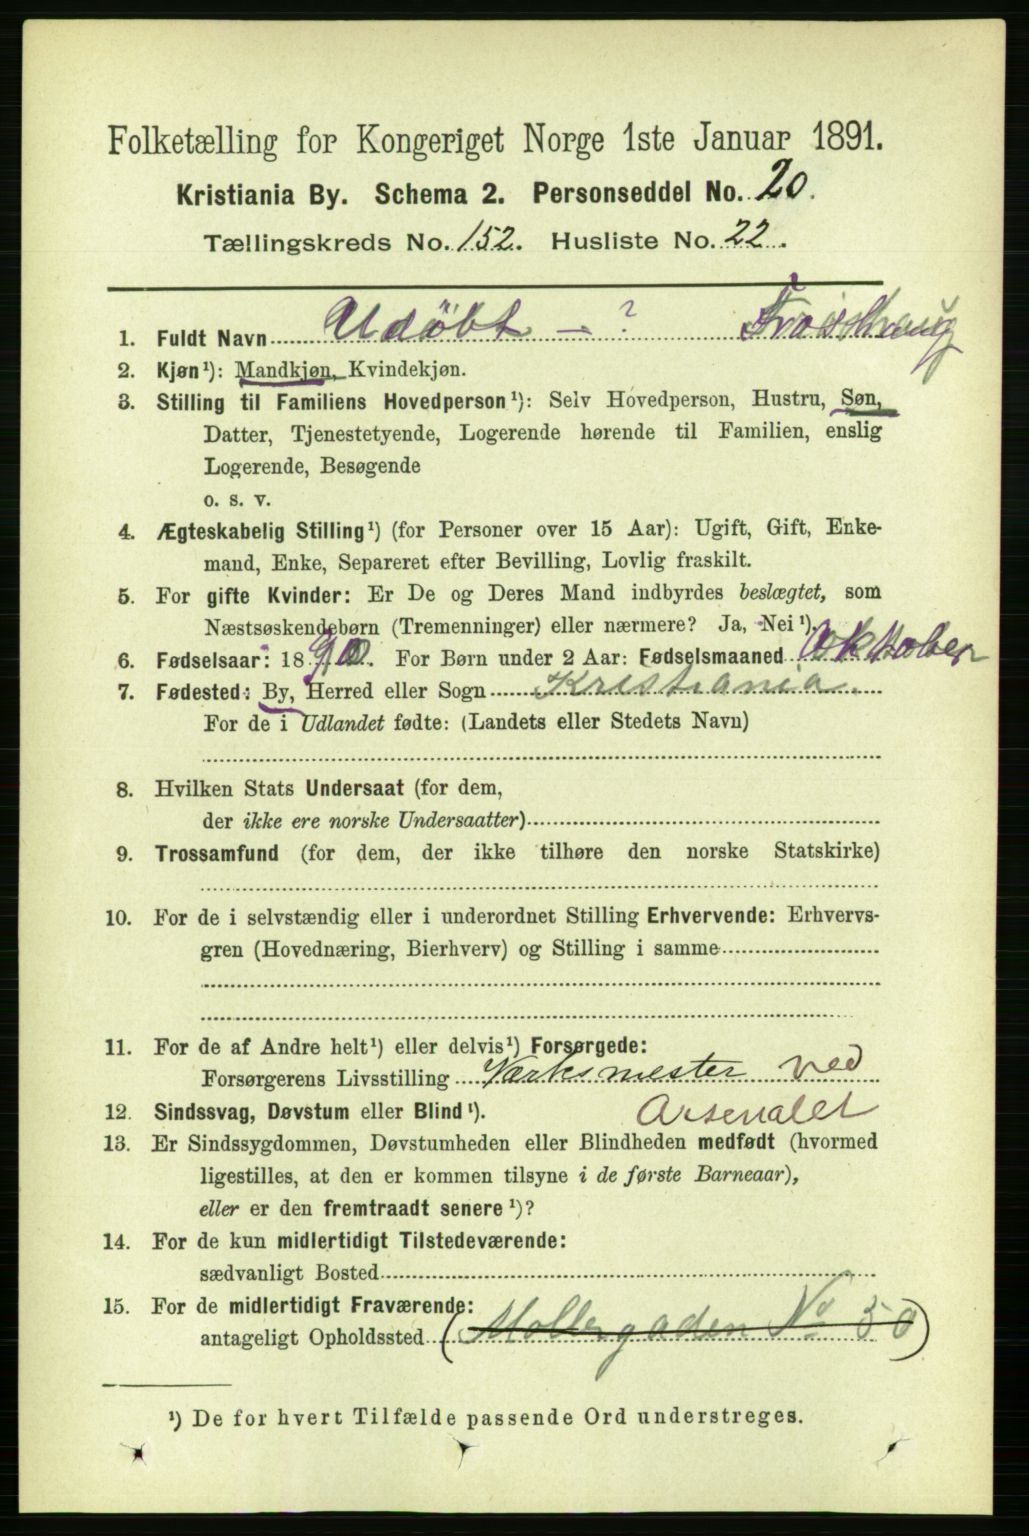 Folketælling for Kongeriget Norge 1ste Januar 1891.
Kristiania By. Schema 2. Personseddel No. 20.
Tællingskreds No. 152. Husliste No. 22.
1. Fuldt Navn Udöbt — ?
2. Kjøn¹): Mandkjøn, Kvindekjøn.
3. Stilling til Familiens Hovedperson¹): Selv Hovedperson, Hustru, Søn,
Datter, Tjenestetyende, Logerende hørende til Familien, enslig
Logerende, Besøgende
o. s. v.
4. Ægteskabelig Stilling¹) (for Personer over 15 Aar): Ugift, Gift, Enke-
mand, Enke, Separeret efter Bevilling, Lovlig fraskilt.
5. For gifte Kvinder: Er De og Deres Mand indbyrdes beslægtet, som
Næstsøskendebørn (Tremenninger) eller nærmere? Ja, Nei¹).
6. Fødselsaar: 1890. For Børn under 2 Aar: Fødselsmaaned Oktober
7. Fødested: By, Herred eller Sogn Kristiania.
For de i Udlandet fødte: (Landets eller Stedets Navn)
8. Hvilken Stats Undersaat (for dem,
der ikke ere norske Undersaatter)
9. Trossamfund (for dem, der ikke tilhøre den norske Statskirke)
10. For de i selvstændig eller i underordnet Stilling Erhvervende: Erhvervs-
gren (Hovednæring, Bierhverv) og Stilling i samme
11. For de af Andre helt¹) eller delvis¹) Forsørgede:
Forsørgerens Livsstilling Værksmester ved
12. Sindssvag, Døvstum eller Blind¹). Arsenalet
13. Er Sindssygdommen, Døvstumheden eller Blindheden medfødt (hvormed
ligestilles, at den er kommen tilsyne i de første Barneaar),
eller er den fremtraadt senere¹)?
14. For de kun midlertidigt Tilstedeværende:
sædvanligt Bosted
15. For de midlertidigt Fraværende:
antageligt Opholdssted (Møllergaden No 50)
¹) De for hvert Tilfælde passende Ord understreges.